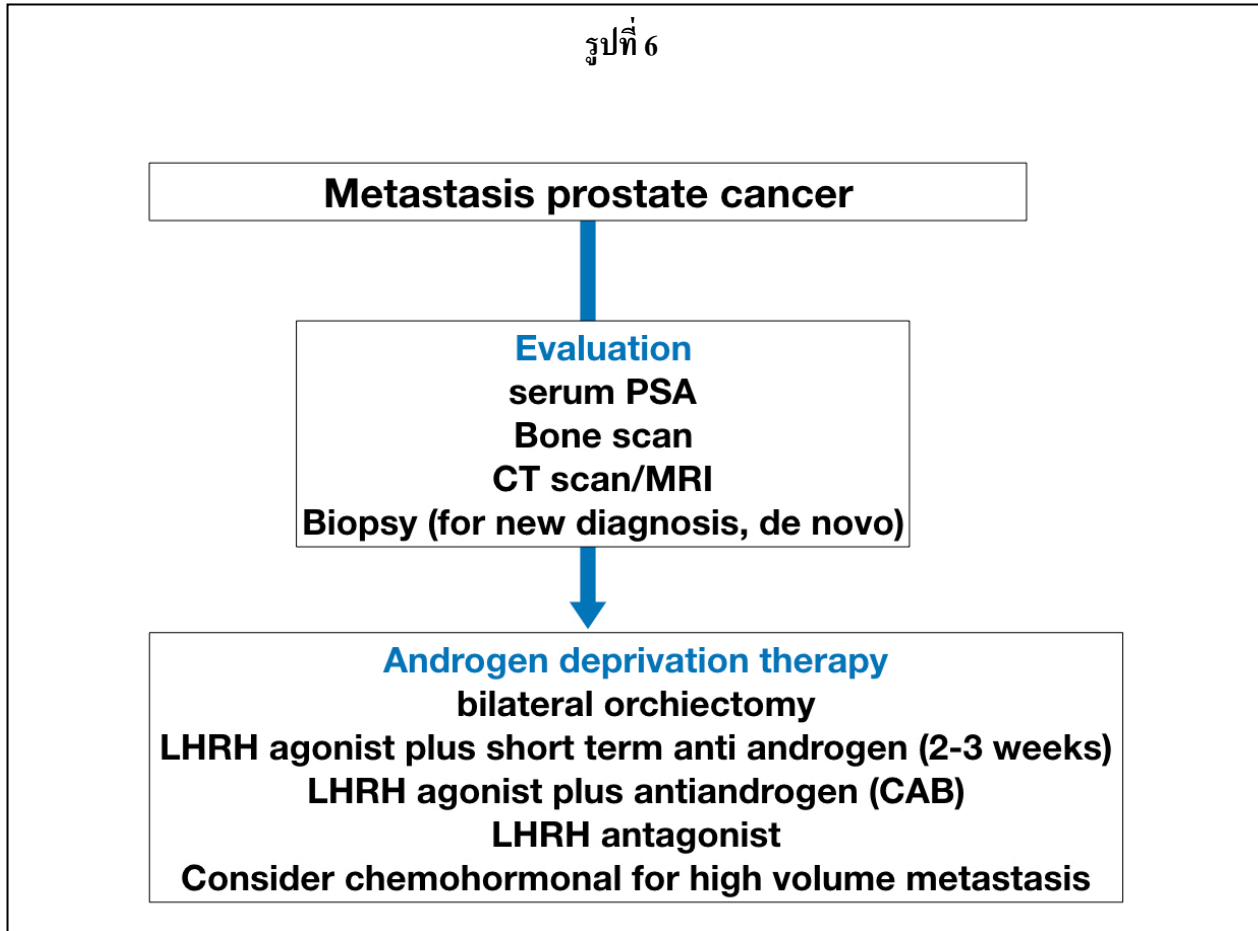 รูปที่ 6
Metastasis prostate cancer
Evaluation
serum PSA
Bone scan
CT scan/MRI
Biopsy (for new diagnosis, de novo)
Androgen deprivation therapy
bilateral orchiectomy
LHRH agonist plus short term anti androgen (2-3 weeks)
LHRH agonist plus antiandrogen (CAB)
LHRH antagonist
Consider chemohormonal for high volume metastasis